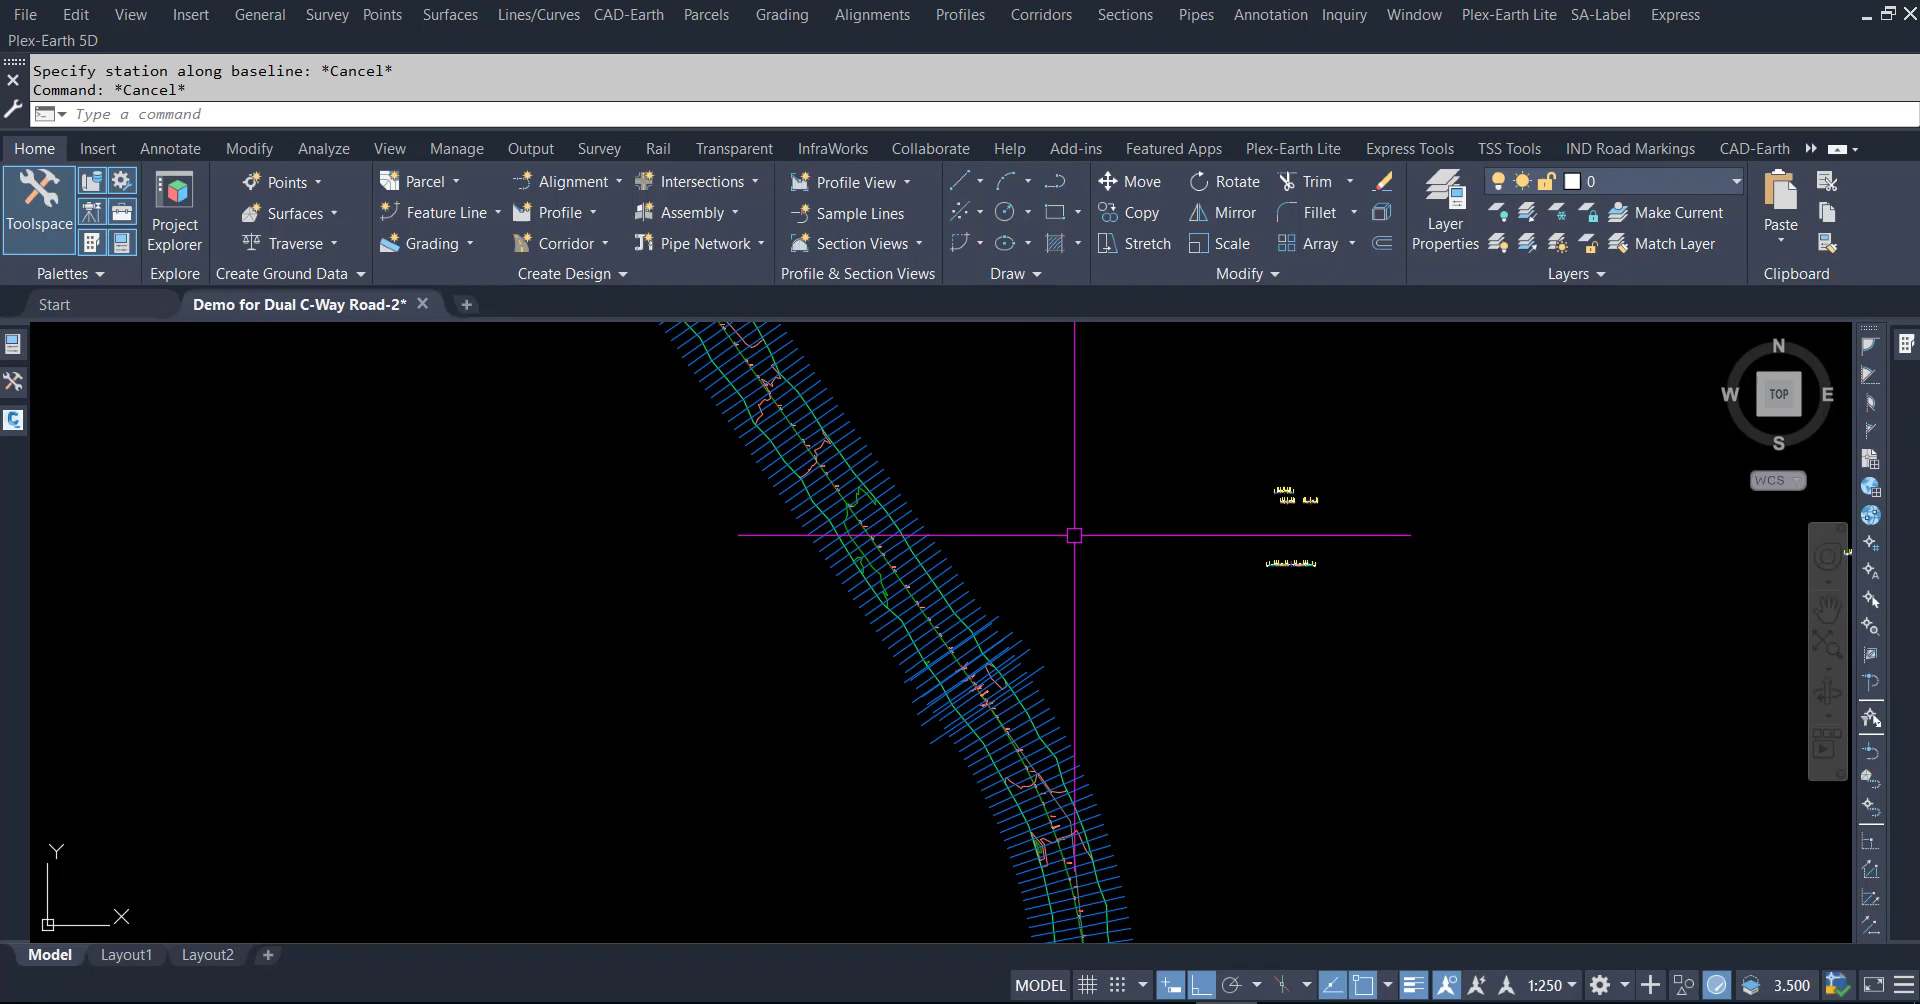 File Edit View Insert General Survey Points Surfaces Lines/Curves CAD-Earth Parcels Grading Alignments Profiles Corridors Sections Pipes Annotation Inquiry Window Plex-Earth Lite SA-Label Express
Plex-Earth 5D
Specify station along baseline: *Cancel*
Command: *Cancel*
Type a command
Home Insert Annotate Modify Analyze View Manage Output Survey Rail Transparent InfraWorks Collaborate Help Add-ins Featured Apps Plex-Earth Lite Express Tools TSS Tools IND Road Markings CAD-Earth
Points Parcel Alignment Intersections Profile View Move Rotate Trim 0
Toolspace Project Explorer Surfaces Feature Line Profile Assembly Sample Lines Copy Mirror Fillet Layer Properties Make Current Paste
Traverse Grading Corridor Pipe Network Section Views Stretch Scale Array Match Layer
Palettes Explore Create Ground Data Create Design Profile & Section Views Draw Modify Layers Clipboard
Start Demo for Dual C-Way Road-2*
N
W TOP E
S
WCS
Y
X
Model Layout1 Layout2
MODEL 1:250 3.500